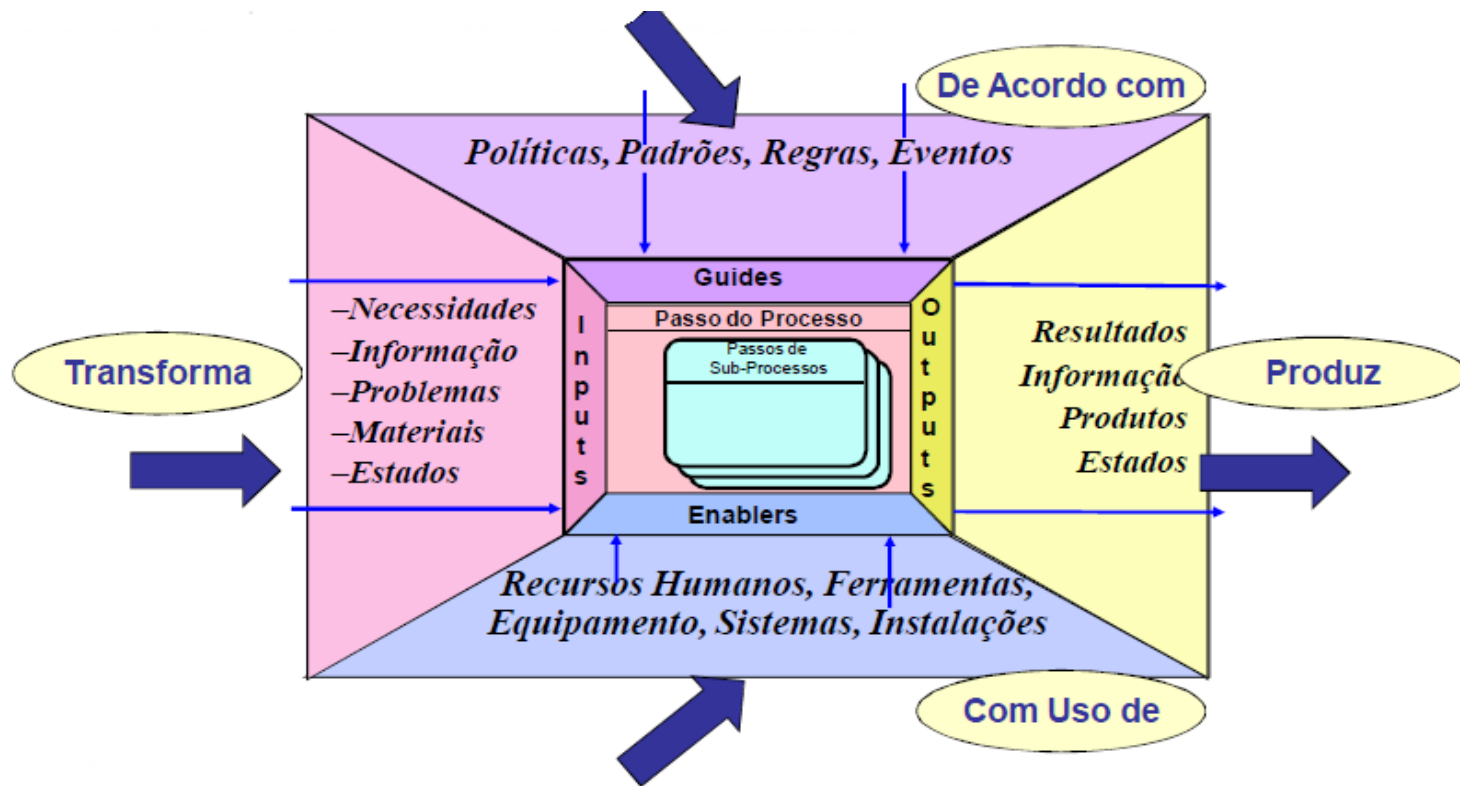 De Acordo com
Políticas, Padrões, Regras, Eventos
Guides
Transforma
–Necessidades
–Informação
–Problemas
–Materiais
–Estados
Inputs
Passo do Processo
Passos de
Sub-Processos
Outputs
Resultados
Informação
Produtos
Estados
Produz
Enablers
Recursos Humanos, Ferramentas,
Equipamento, Sistemas, Instalações
Com Uso de